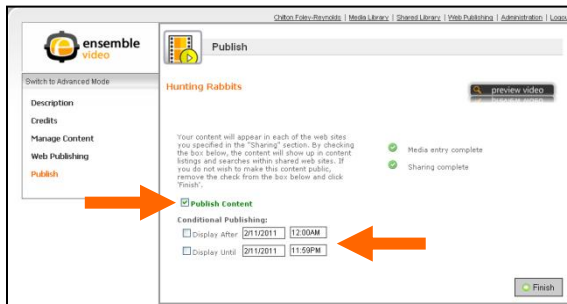 Chilton Foley-Reynolds | Media Library | Shared Library | Web Publishing | Administration | Logout
ensemble
video
Publish
Switch to Advanced Mode
Hunting Rabbits
preview video
Description
Credits
Manage Content
Web Publishing
Publish
Your content will appear in each of the web sites
you specified in the "Sharing" section. By checking
the box below, the content will show up in content
listings and searches within shared web sites. If
you do not wish to make this content public,
remove the check from the box below and click
'Finish'.
Media entry complete
Sharing complete
Publish Content
Conditional Publishing:
Display After 2/11/2011 12:00AM
Display Until 2/11/2011 11:59PM
Finish